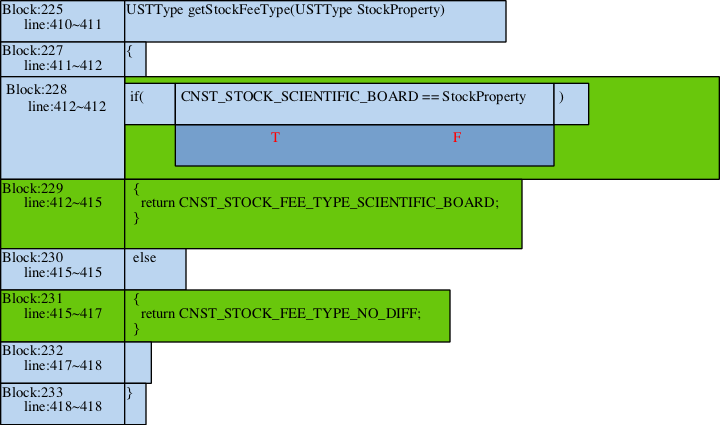 Block:225 USTType getStockFeeType(USTType StockProperty)
line:410~411
Block:227 {
line:411~412
Block:228 if( CNST_STOCK_SCIENTIFIC_BOARD == StockProperty )
line:412~412
T F
Block:229 {
line:412~415 return CNST_STOCK_FEE_TYPE_SCIENTIFIC_BOARD;
}
Block:230 else
line:415~415
Block:231 {
line:415~417 return CNST_STOCK_FEE_TYPE_NO_DIFF;
}
Block:232
line:417~418
Block:233 }
line:418~418